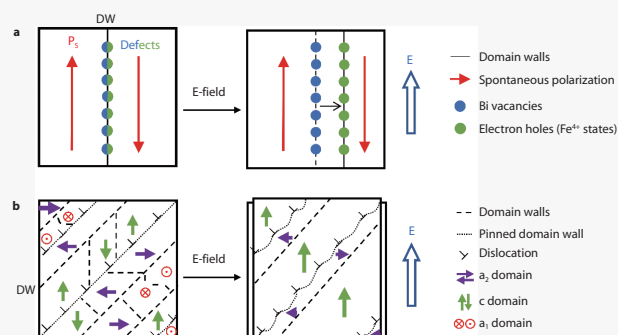 DW
a
Ps
Defects
E-field
E
Domain walls
Spontaneous polarization
Bi vacancies
Electron holes (Fe⁴⁺ states)
b
DW
E-field
E
Domain walls
Pinned domain wall
Dislocation
a₂ domain
c domain
a₁ domain